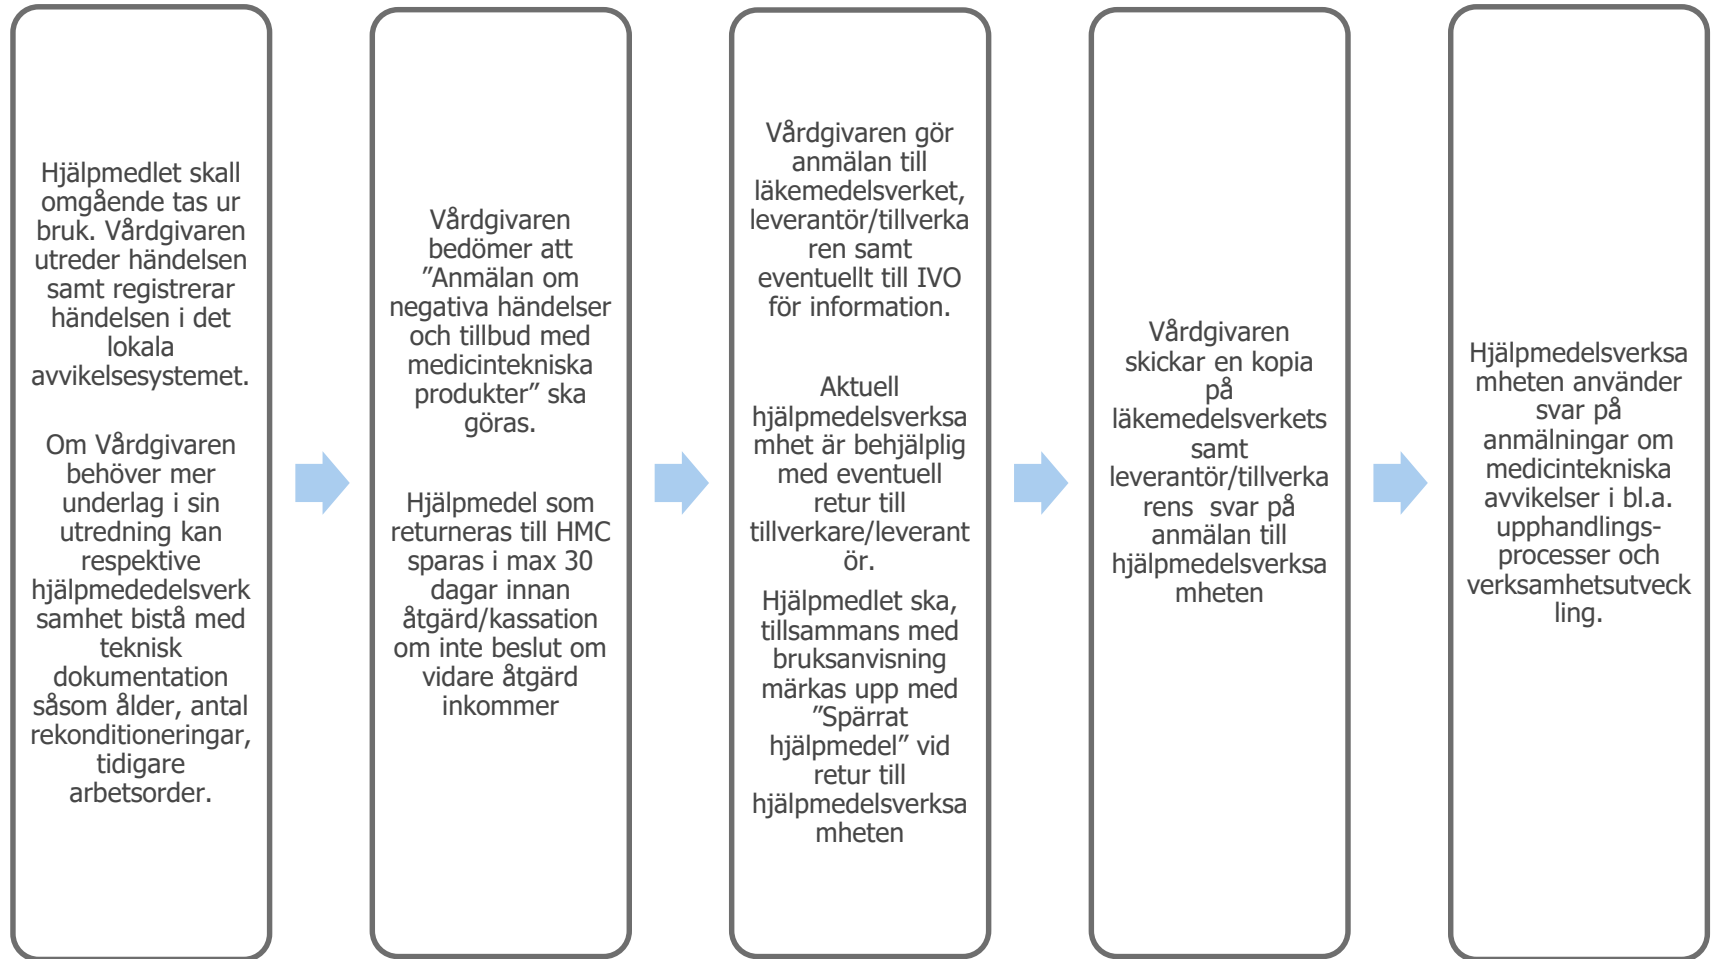 Hjälpmedlet skall
omgående tas ur
bruk. Vårdgivaren
utreder händelsen
samt registrerar
händelsen i det
lokala
avvikelsesystemet.
Om Vårdgivaren
behöver mer
underlag i sin
utredning kan
respektive
hjälpmededelsverk
samhet bistå med
teknisk
dokumentation
såsom ålder, antal
rekonditioneringar,
tidigare
arbetsorder.
Vårdgivaren
bedömer att
”Anmälan om
negativa händelser
och tillbud med
medicintekniska
produkter” ska
göras.
Hjälpmedel som
returneras till HMC
sparas i max 30
dagar innan
åtgärd/kassation
om inte beslut om
vidare åtgärd
inkommer
Vårdgivaren gör
anmälan till
läkemedelsverket,
leverantör/tillverka
ren samt
eventuellt till IVO
för information.
Aktuell
hjälpmedelsverksa
mhet är behjälplig
med eventuell
retur till
tillverkare/leverant
ör.
Hjälpmedlet ska,
tillsammans med
bruksanvisning
märkas upp med
”Spärrat
hjälpmedel” vid
retur till
hjälpmedelsverksa
mheten
Vårdgivaren
skickar en kopia
på
läkemedelsverkets
samt
leverantör/tillverka
rens  svar på
anmälan till
hjälpmedelsverksa
mheten
Hjälpmedelsverksa
mheten använder
svar på
anmälningar om
medicintekniska
avvikelser i bl.a.
upphandlings-
processer och
verksamhetsutveck
ling.